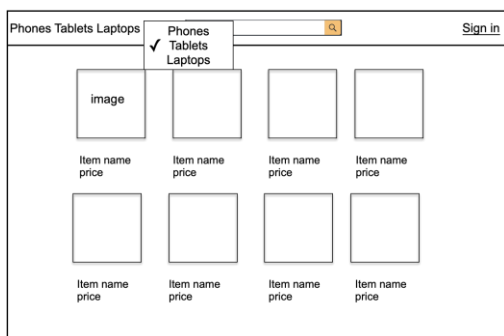 Phones Tablets Laptops
Sign in
Phones
✓ Tablets
Laptops
image
Item name
price
Item name
price
Item name
price
Item name
price
Item name
price
Item name
price
Item name
price
Item name
price